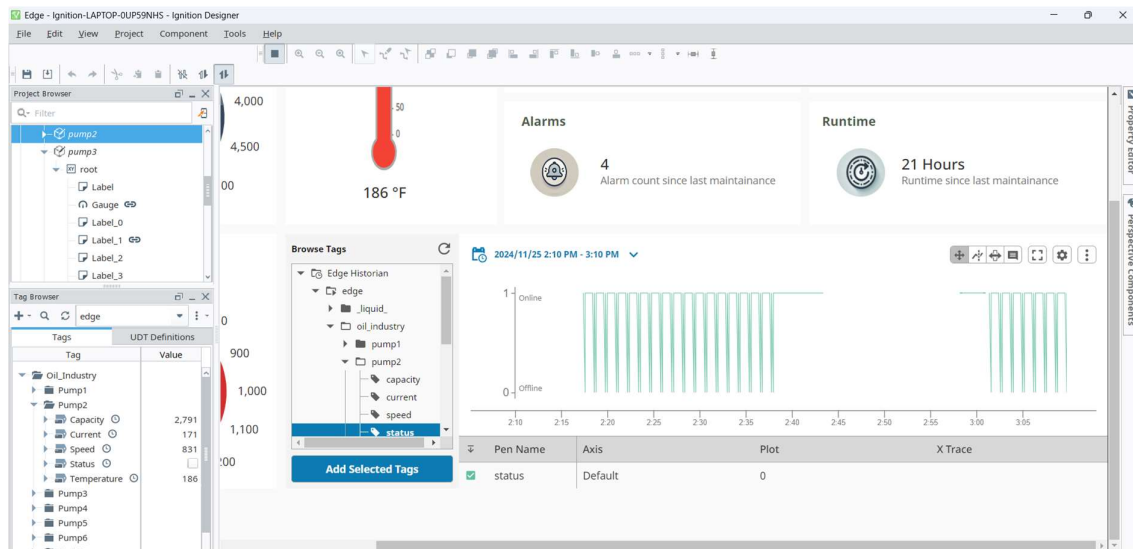 Edge - Ignition-LAPTOP-0UP59NHS - Ignition Designer
File Edit View Project Component Tools Help
Project Browser
Filter
pump2
pump3
root
Label
Gauge
Label_0
Label_1
Label_2
Label_3
Tag Browser
edge
Tags UDT Definitions
Tag Value
Oil_Industry
Pump1
Pump2
Capacity 2,791
Current 171
Speed 831
Status
Temperature 186
Pump3
Pump4
Pump5
Pump6
4,000
4,500
00
50
0
186 °F
Alarms
4
Alarm count since last maintainance
Runtime
21 Hours
Runtime since last maintainance
0
900
1,000
1,100
200
Browse Tags
Edge Historian
edge
_liquid_
oil_industry
pump1
pump2
capacity
current
speed
status
Add Selected Tags
2024/11/25 2:10 PM - 3:10 PM
1 Online
0 Offline
2:10 2:15 2:20 2:25 2:30 2:35 2:40 2:45 2:50 2:55 3:00 3:05
Pen Name Axis Plot X Trace
status Default 0
Property Editor
Perspective Components